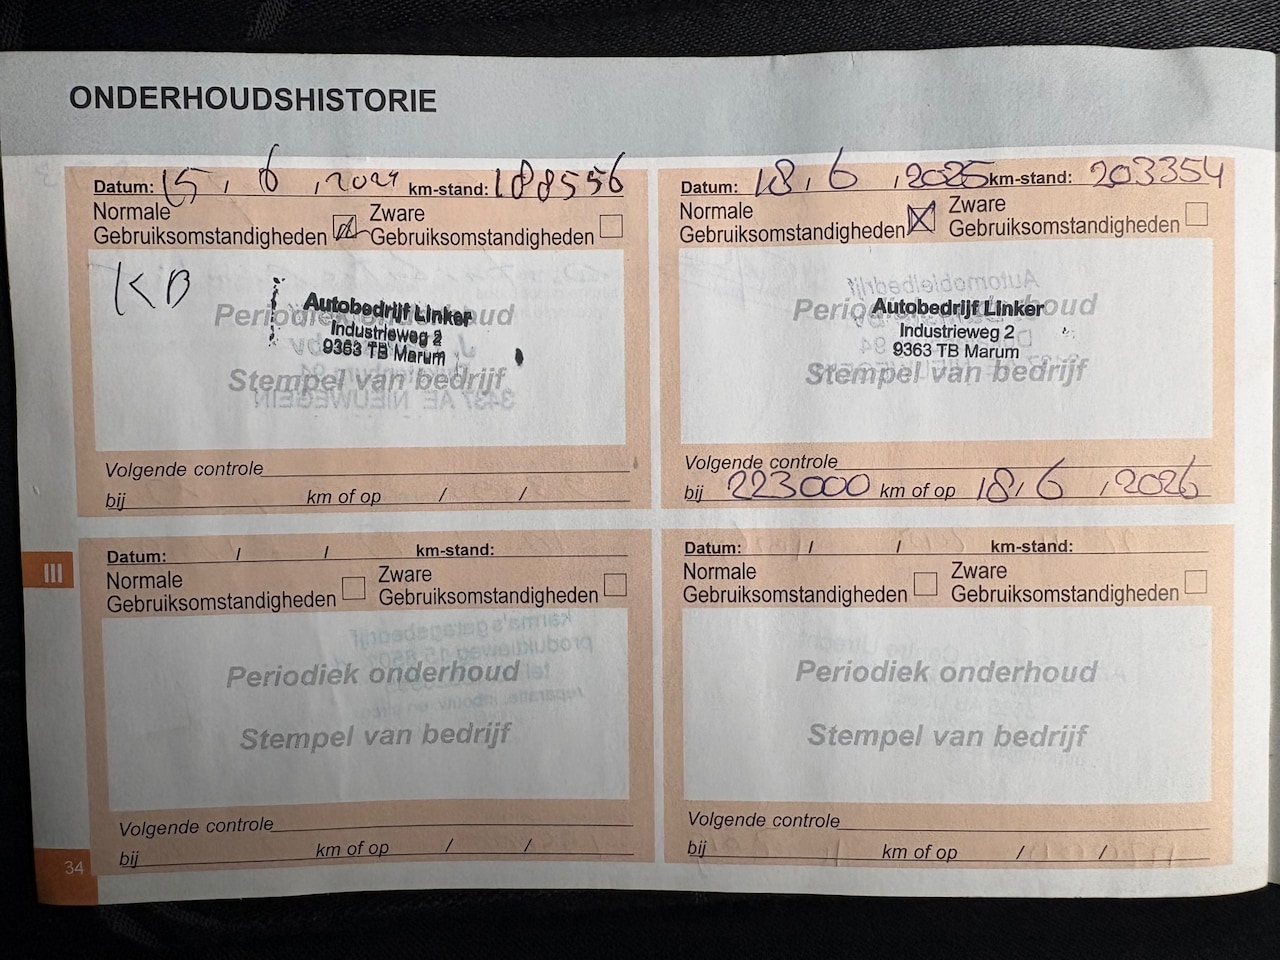 ONDERHOUDSHISTORIE
Datum: 15 , 6 , 2024 km-stand: 188556
Normale Gebruiksomstandigheden
Zware Gebruiksomstandigheden
KB
Periodiek onderhoud
Autobedrijf Linker
Industrieweg 2
9363 TB Marum
Stempel van bedrijf
Volgende controle
bij km of op / /
Datum: 18 , 6 , 2025 km-stand: 203354
Normale Gebruiksomstandigheden
Zware Gebruiksomstandigheden
Periodiek onderhoud
Autobedrijf Linker
Industrieweg 2
9363 TB Marum
Stempel van bedrijf
Volgende controle
bij 223000 km of op 18 / 6 / 2026
III
Datum: / / km-stand:
Normale Gebruiksomstandigheden
Zware Gebruiksomstandigheden
Periodiek onderhoud
Stempel van bedrijf
Volgende controle
bij km of op / /
Datum: / / km-stand:
Normale Gebruiksomstandigheden
Zware Gebruiksomstandigheden
Periodiek onderhoud
Stempel van bedrijf
Volgende controle
bij km of op / /
34